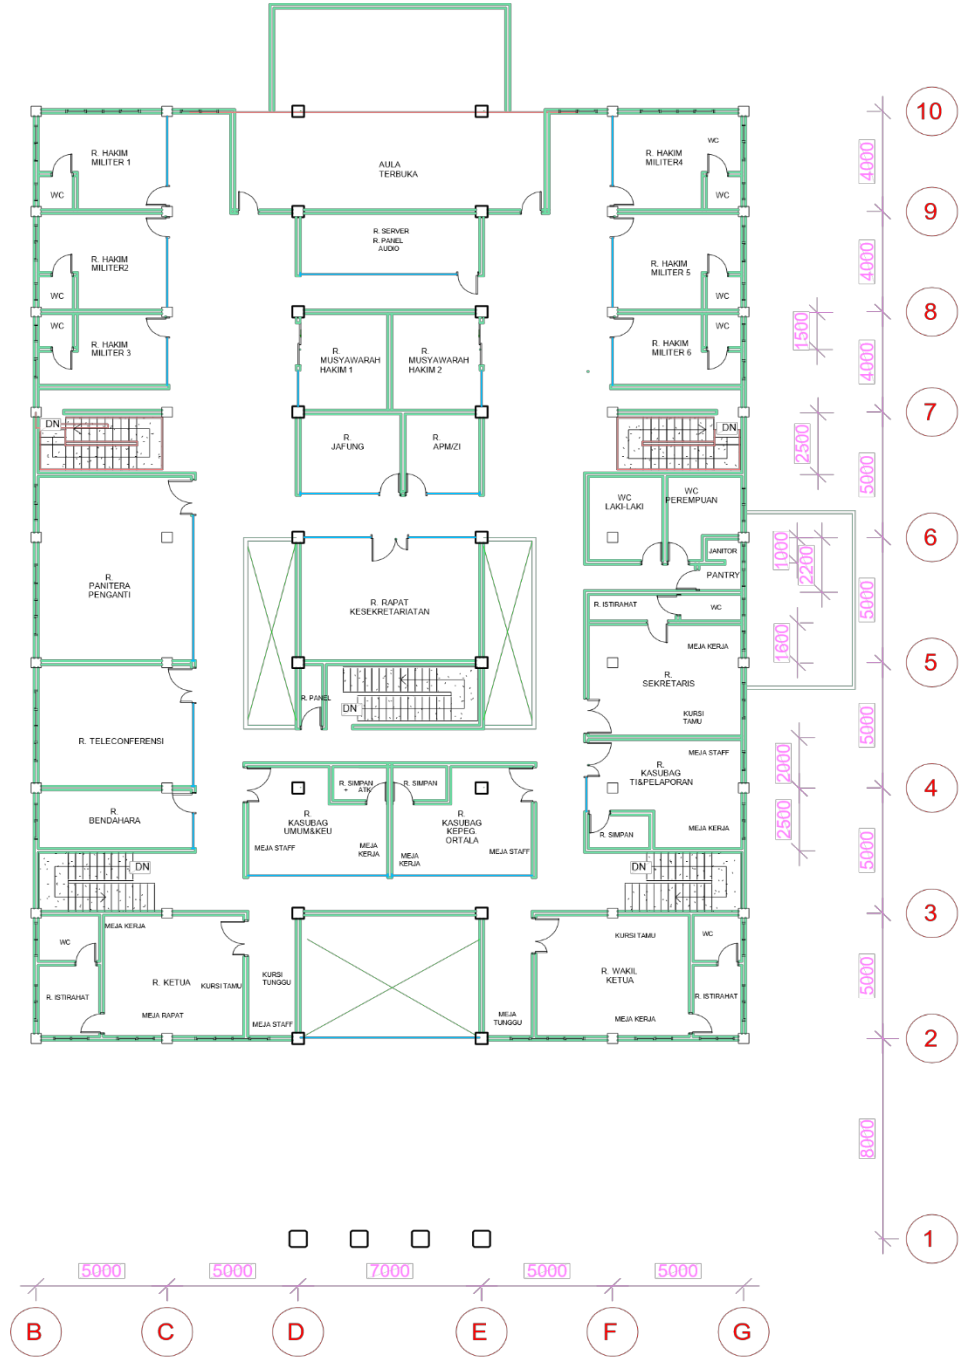 10
R. HAKIM
MILITER 1
WC
AULA
TERBUKA
R. HAKIM
MILITER4
WC
WC
4000
9
R. SERVER
R. PANEL
AUDIO
R. HAKIM
MILITER2
WC
R. HAKIM
MILITER 5
WC
4000
8
WC
R. HAKIM
MILITER 3
R.
MUSYAWARAH
HAKIM 1
R.
MUSYAWARAH
HAKIM 2
R. HAKIM
MILITER 6
WC
1500
4000
7
DN
R.
JAFUNG
R.
APM/ZI
DN
2500
5000
WC
LAKI-LAKI
WC
PEREMPUAN
6
JANITOR
PANTRY
1000
2200
R.
PANITERA
PENGANTI
R. RAPAT
KESEKRETARIATAN
R. ISTIRAHAT
WC
5000
MEJA KERJA
1600
5
R.
SEKRETARIS
R. PANEL
DN
KURSI
TAMU
R. TELECONFERENSI
5000
MEJA STAFF
R.
KASUBAG
TI&PELAPORAN
2000
4
R. SIMPAN
+ ATK
R. SIMPAN
R.
BENDAHARA
R.
KASUBAG
UMUM&KEU
R.
KASUBAG
KEPEG.
ORTALA
MEJA KERJA
R. SIMPAN
2500
MEJA STAFF
MEJA
KERJA
MEJA
KERJA
MEJA STAFF
5000
DN
DN
3
MEJA KERJA
WC
KURSI TAMU
WC
R. ISTIRAHAT
R. KETUA
KURSI TAMU
KURSI
TUNGGU
R. WAKIL
KETUA
R. ISTIRAHAT
5000
MEJA RAPAT
MEJA STAFF
MEJA
TUNGGU
MEJA KERJA
2
8000
1
5000
5000
7000
5000
5000
B
C
D
E
F
G